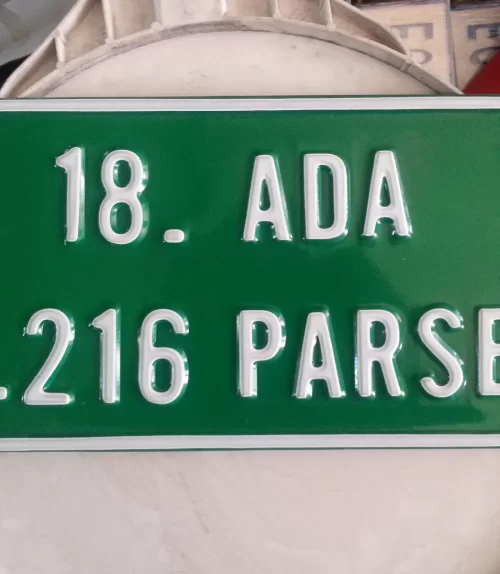 18. ADA
.216 PARSE